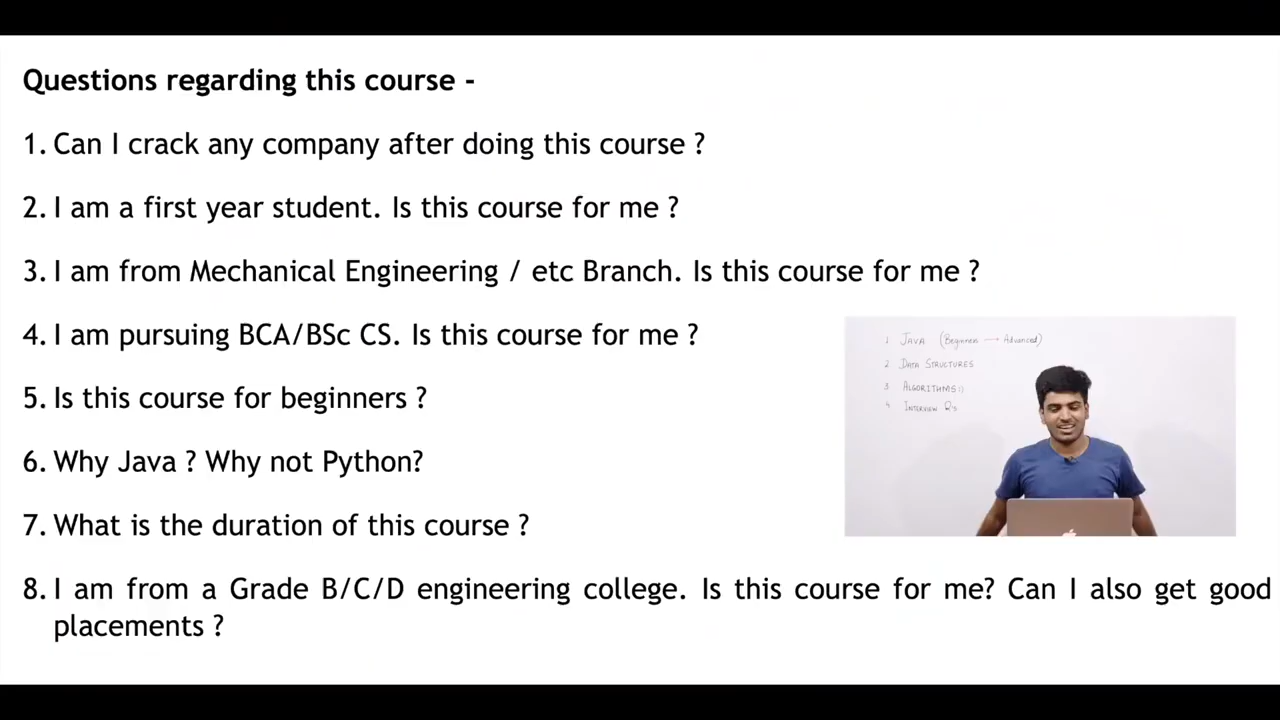 Questions regarding this course -
1. Can I crack any company after doing this course ?
2. I am a first year student. Is this course for me ?
3. I am from Mechanical Engineering / etc Branch. Is this course for me ?
4. I am pursuing BCA/BSc CS. Is this course for me ?
5. Is this course for beginners ?
6. Why Java ? Why not Python?
7. What is the duration of this course ?
8. I am from a Grade B/C/D engineering college. Is this course for me? Can I also get good
placements ?
1 JAVA (Beginner → Advanced)
2 DATA STRUCTURES
3 ALGORITHMS :)
4 INTERVIEW Q's